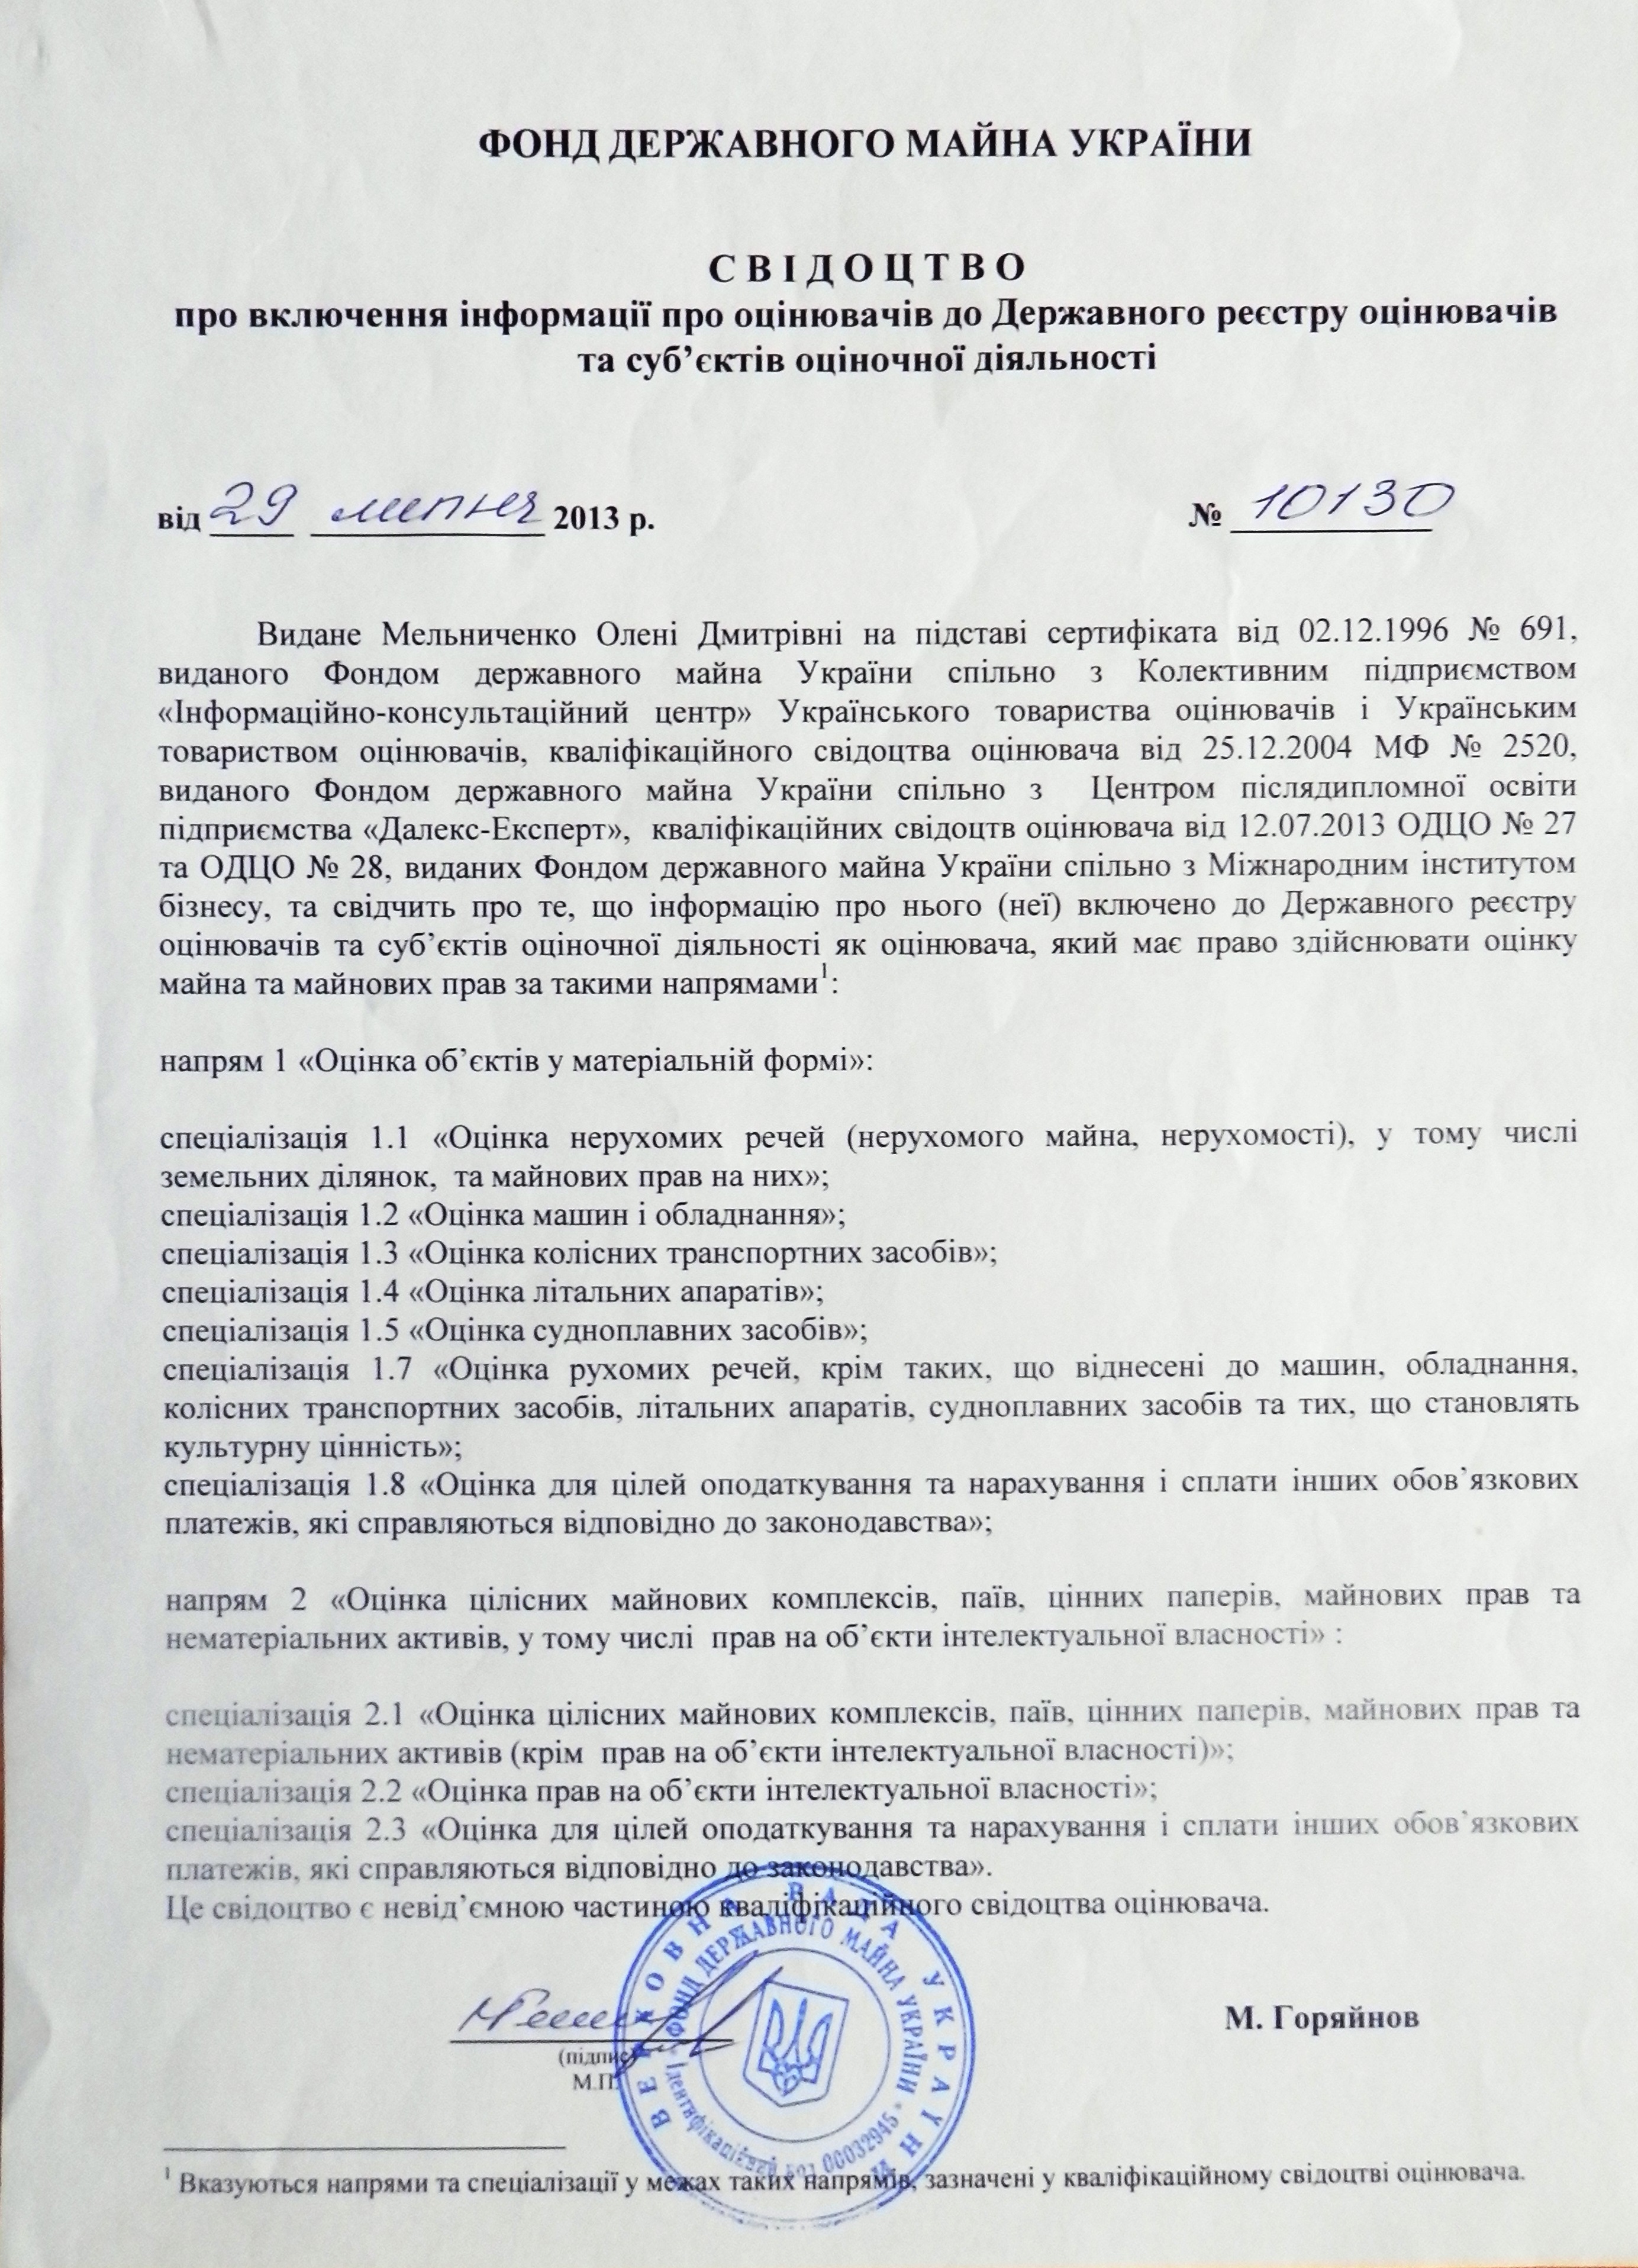 ФОНД ДЕРЖАВНОГО МАЙНА УКРАЇНИ
С В І Д О Ц Т В О
про включення інформації про оцінювачів до Державного реєстру оцінювачів
та суб’єктів оціночної діяльності
від 29 липня 2013 р. № 10130
Видане Мельниченко Олені Дмитрівні на підставі сертифіката від 02.12.1996 № 691,
виданого Фондом державного майна України спільно з Колективним підприємством
«Інформаційно-консультаційний центр» Українського товариства оцінювачів і Українським
товариством оцінювачів, кваліфікаційного свідоцтва оцінювача від 25.12.2004 МФ № 2520,
виданого Фондом державного майна України спільно з Центром післядипломної освіти
підприємства «Далекс-Експерт», кваліфікаційних свідоцтв оцінювача від 12.07.2013 ОДЦО № 27
та ОДЦО № 28, виданих Фондом державного майна України спільно з Міжнародним інститутом
бізнесу, та свідчить про те, що інформацію про нього (неї) включено до Державного реєстру
оцінювачів та суб’єктів оціночної діяльності як оцінювача, який має право здійснювати оцінку
майна та майнових прав за такими напрямами¹:
напрям 1 «Оцінка об’єктів у матеріальній формі»:
спеціалізація 1.1 «Оцінка нерухомих речей (нерухомого майна, нерухомості), у тому числі
земельних ділянок, та майнових прав на них»;
спеціалізація 1.2 «Оцінка машин і обладнання»;
спеціалізація 1.3 «Оцінка колісних транспортних засобів»;
спеціалізація 1.4 «Оцінка літальних апаратів»;
спеціалізація 1.5 «Оцінка судноплавних засобів»;
спеціалізація 1.7 «Оцінка рухомих речей, крім таких, що віднесені до машин, обладнання,
колісних транспортних засобів, літальних апаратів, судноплавних засобів та тих, що становлять
культурну цінність»;
спеціалізація 1.8 «Оцінка для цілей оподаткування та нарахування і сплати інших обов’язкових
платежів, які справляються відповідно до законодавства»;
напрям 2 «Оцінка цілісних майнових комплексів, паїв, цінних паперів, майнових прав та
нематеріальних активів, у тому числі прав на об’єкти інтелектуальної власності» :
спеціалізація 2.1 «Оцінка цілісних майнових комплексів, паїв, цінних паперів, майнових прав та
нематеріальних активів (крім прав на об’єкти інтелектуальної власності)»;
спеціалізація 2.2 «Оцінка прав на об’єкти інтелектуальної власності»;
спеціалізація 2.3 «Оцінка для цілей оподаткування та нарахування і сплати інших обов’язкових
платежів, які справляються відповідно до законодавства».
Це свідоцтво є невід’ємною частиною кваліфікаційного свідоцтва оцінювача.
М. Горяйнов
(підпис)
М.П.
ВЕРХОВНА РАДА УКРАЇНИ
ФОНД ДЕРЖАВНОГО МАЙНА УКРАЇНИ
Ідентифікаційний код 00032945
¹ Вказуються напрями та спеціалізації у межах таких напрямів, зазначені у кваліфікаційному свідоцтві оцінювача.